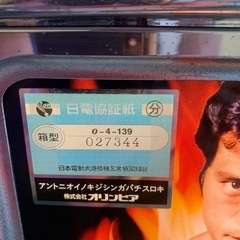 日電協証紙 分
箱型
0-4-139
027344
日本電動式遊技機工業協同組合
アントニオイノキジシンガパチスロキ
株式会社オリンピア